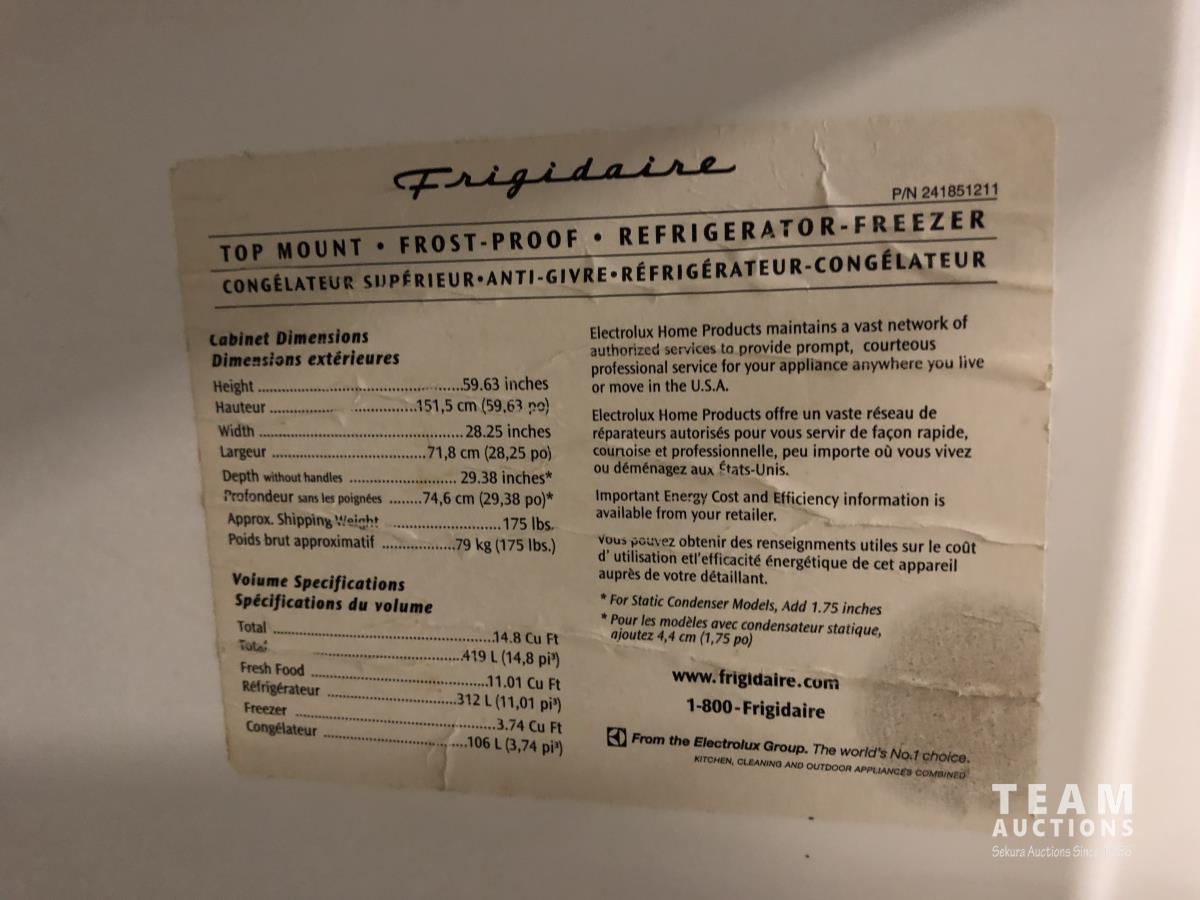 Frigidaire
P/N 241851211
TOP MOUNT • FROST-PROOF • REFRIGERATOR-FREEZER
CONGÉLATEUR SUPÉRIEUR•ANTI-GIVRE•RÉFRIGÉRATEUR-CONGÉLATEUR
Cabinet Dimensions
Dimensions extérieures
Height ........................................59.63 inches
Hauteur ..............................151,5 cm (59,63 po)
Width ........................................28.25 inches
Largeur ..............................71,8 cm (28,25 po)
Depth without handles ....................... 29.38 inches*
Profondeur sans les poignées ........74,6 cm (29,38 po)*
Approx. Shipping Weight .....................175 lbs.
Poids brut approximatif ..................79 kg (175 lbs.)
Volume Specifications
Spécifications du volume
Total ............................................14.8 Cu Ft
Total ..............................419 L (14,8 pi³)
Fresh Food ....................................11.01 Cu Ft
Réfrigérateur ..........................312 L (11,01 pi³)
Freezer ........................................3.74 Cu Ft
Congélateur ............................106 L (3,74 pi³)
Electrolux Home Products maintains a vast network of
authorized services to provide prompt, courteous
professional service for your appliance anywhere you live
or move in the U.S.A.
Electrolux Home Products offre un vaste réseau de
réparateurs autorisés pour vous servir de façon rapide,
courtoise et professionnelle, peu importe où vous vivez
ou déménagez aux États-Unis.
Important Energy Cost and Efficiency information is
available from your retailer.
Vous pouvez obtenir des renseignments utiles sur le coût
d' utilisation etl'efficacité énergétique de cet appareil
auprès de votre détaillant.
* For Static Condenser Models, Add 1.75 inches
* Pour les modèles avec condensateur statique,
ajoutez 4,4 cm (1,75 po)
www.frigidaire.com
1-800-Frigidaire
From the Electrolux Group. The world's No.1 choice.
KITCHEN, CLEANING AND OUTDOOR APPLIANCES COMBINED
TEAM
AUCTIONS
Sekura Auctions Since